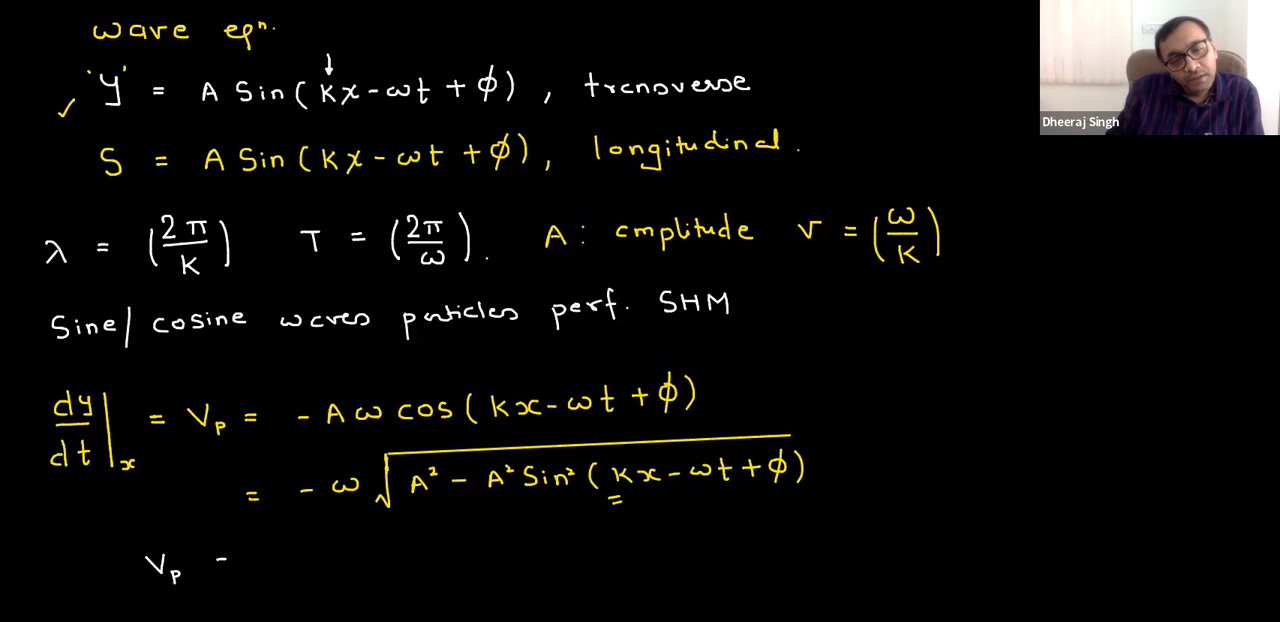 wave eqⁿ.
'y' = A Sin(kx-ωt+ϕ), trensverse
S = A Sin(kx-ωt+ϕ), longitudinal.
λ = (2π/k) T = (2π/ω). A: amplitude v = (ω/k)
Sine/cosine waves particles perf. SHM
dy/dt|x = Vp = -Aω cos(kx-ωt+ϕ)
= -ω √(A² - A² Sin²(kx-ωt+ϕ))
Vp -
Dheeraj Singh